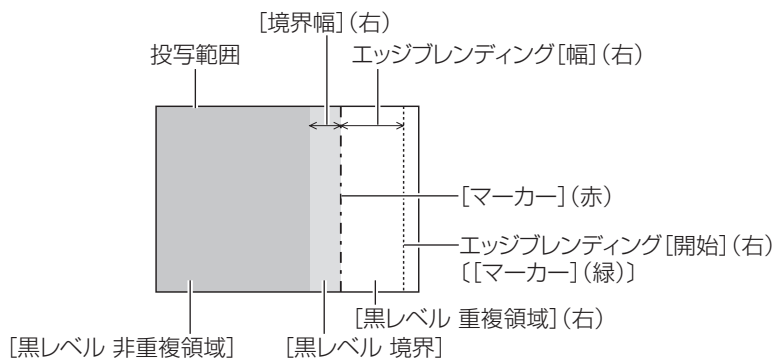 [境界幅](右)
投写範囲
エッジブレンディング[幅](右)
[マーカー](赤)
エッジブレンディング[開始](右)
〔[マーカー](緑)〕
[黒レベル 重複領域](右)
[黒レベル 非重複領域]
[黒レベル 境界]